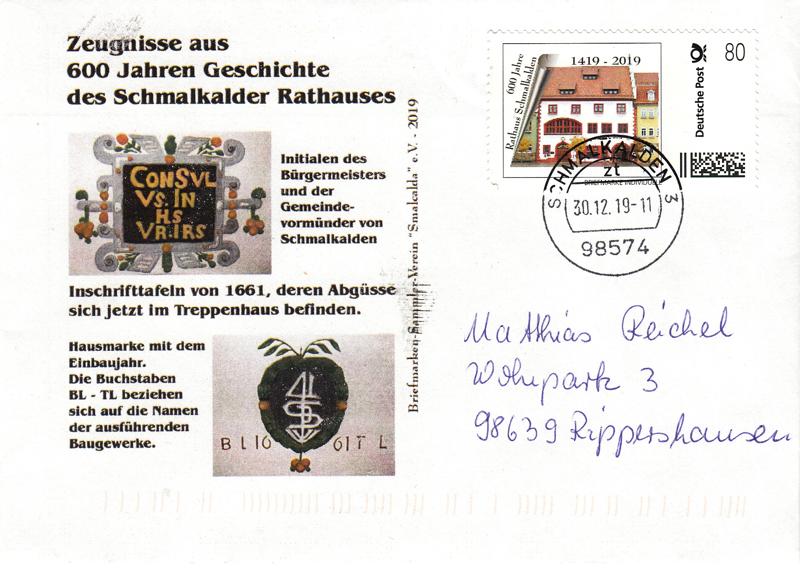 Zeugnisse aus
600 Jahren Geschichte
des Schmalkalder Rathauses
CONSVL
VS. IN
HS
VR.IRS
Initialen des
Bürgermeisters
und der
Gemeinde-
vormünder von
Schmalkalden
Inschrifttafeln von 1661, deren Abgüsse
sich jetzt im Treppenhaus befinden.
Hausmarke mit dem
Einbaujahr.
Die Buchstaben
BL - TL beziehen
sich auf die Namen
der ausführenden
Baugewerke.
B L 16 61 T L
Briefmarken-Sammler-Verein "Smalcalda" e.V. - 2019
1419 - 2019
600 Jahre
Rathaus Schmalkalden
Deutsche Post
80
BRIEFMARKE INDIVIDUELL
SCHMALKALDEN 3
zt
30.12.19-11
98574
Matthias Reichel
Wohnpark 3
98639 Rippershausen